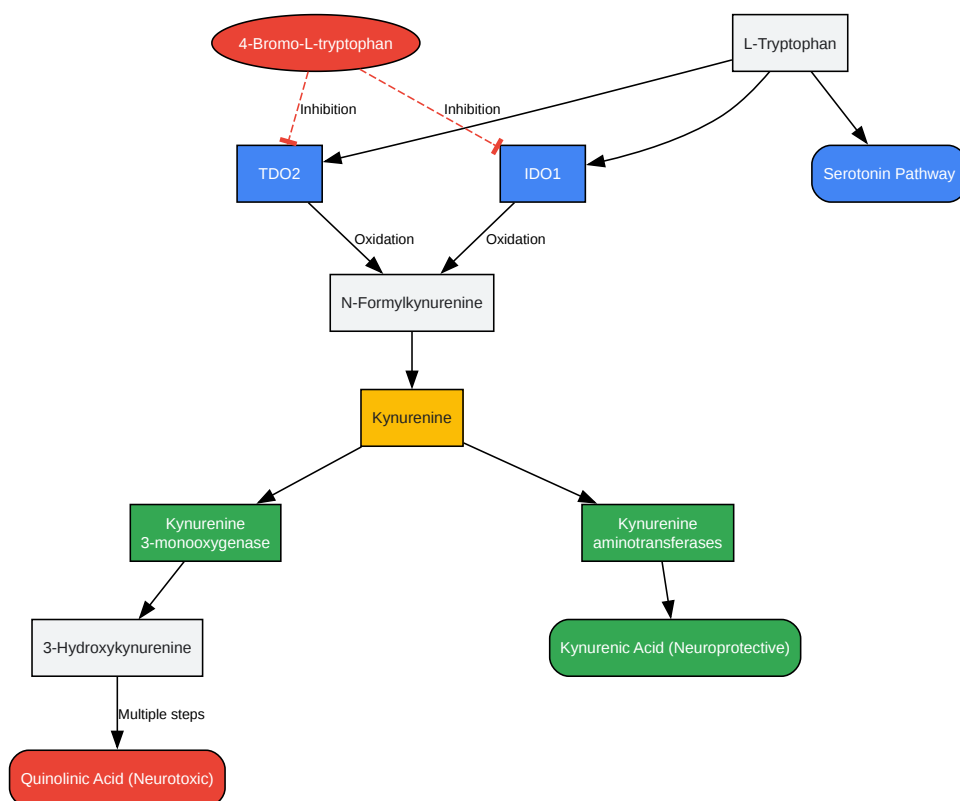 4-Bromo-L-tryptophan
L-Tryptophan
Inhibition
Inhibition
TDO2
IDO1
Serotonin Pathway
Oxidation
Oxidation
N-Formylkynurenine
Kynurenine
Kynurenine
3-monooxygenase
Kynurenine
aminotransferases
3-Hydroxykynurenine
Kynurenic Acid (Neuroprotective)
Multiple steps
Quinolinic Acid (Neurotoxic)